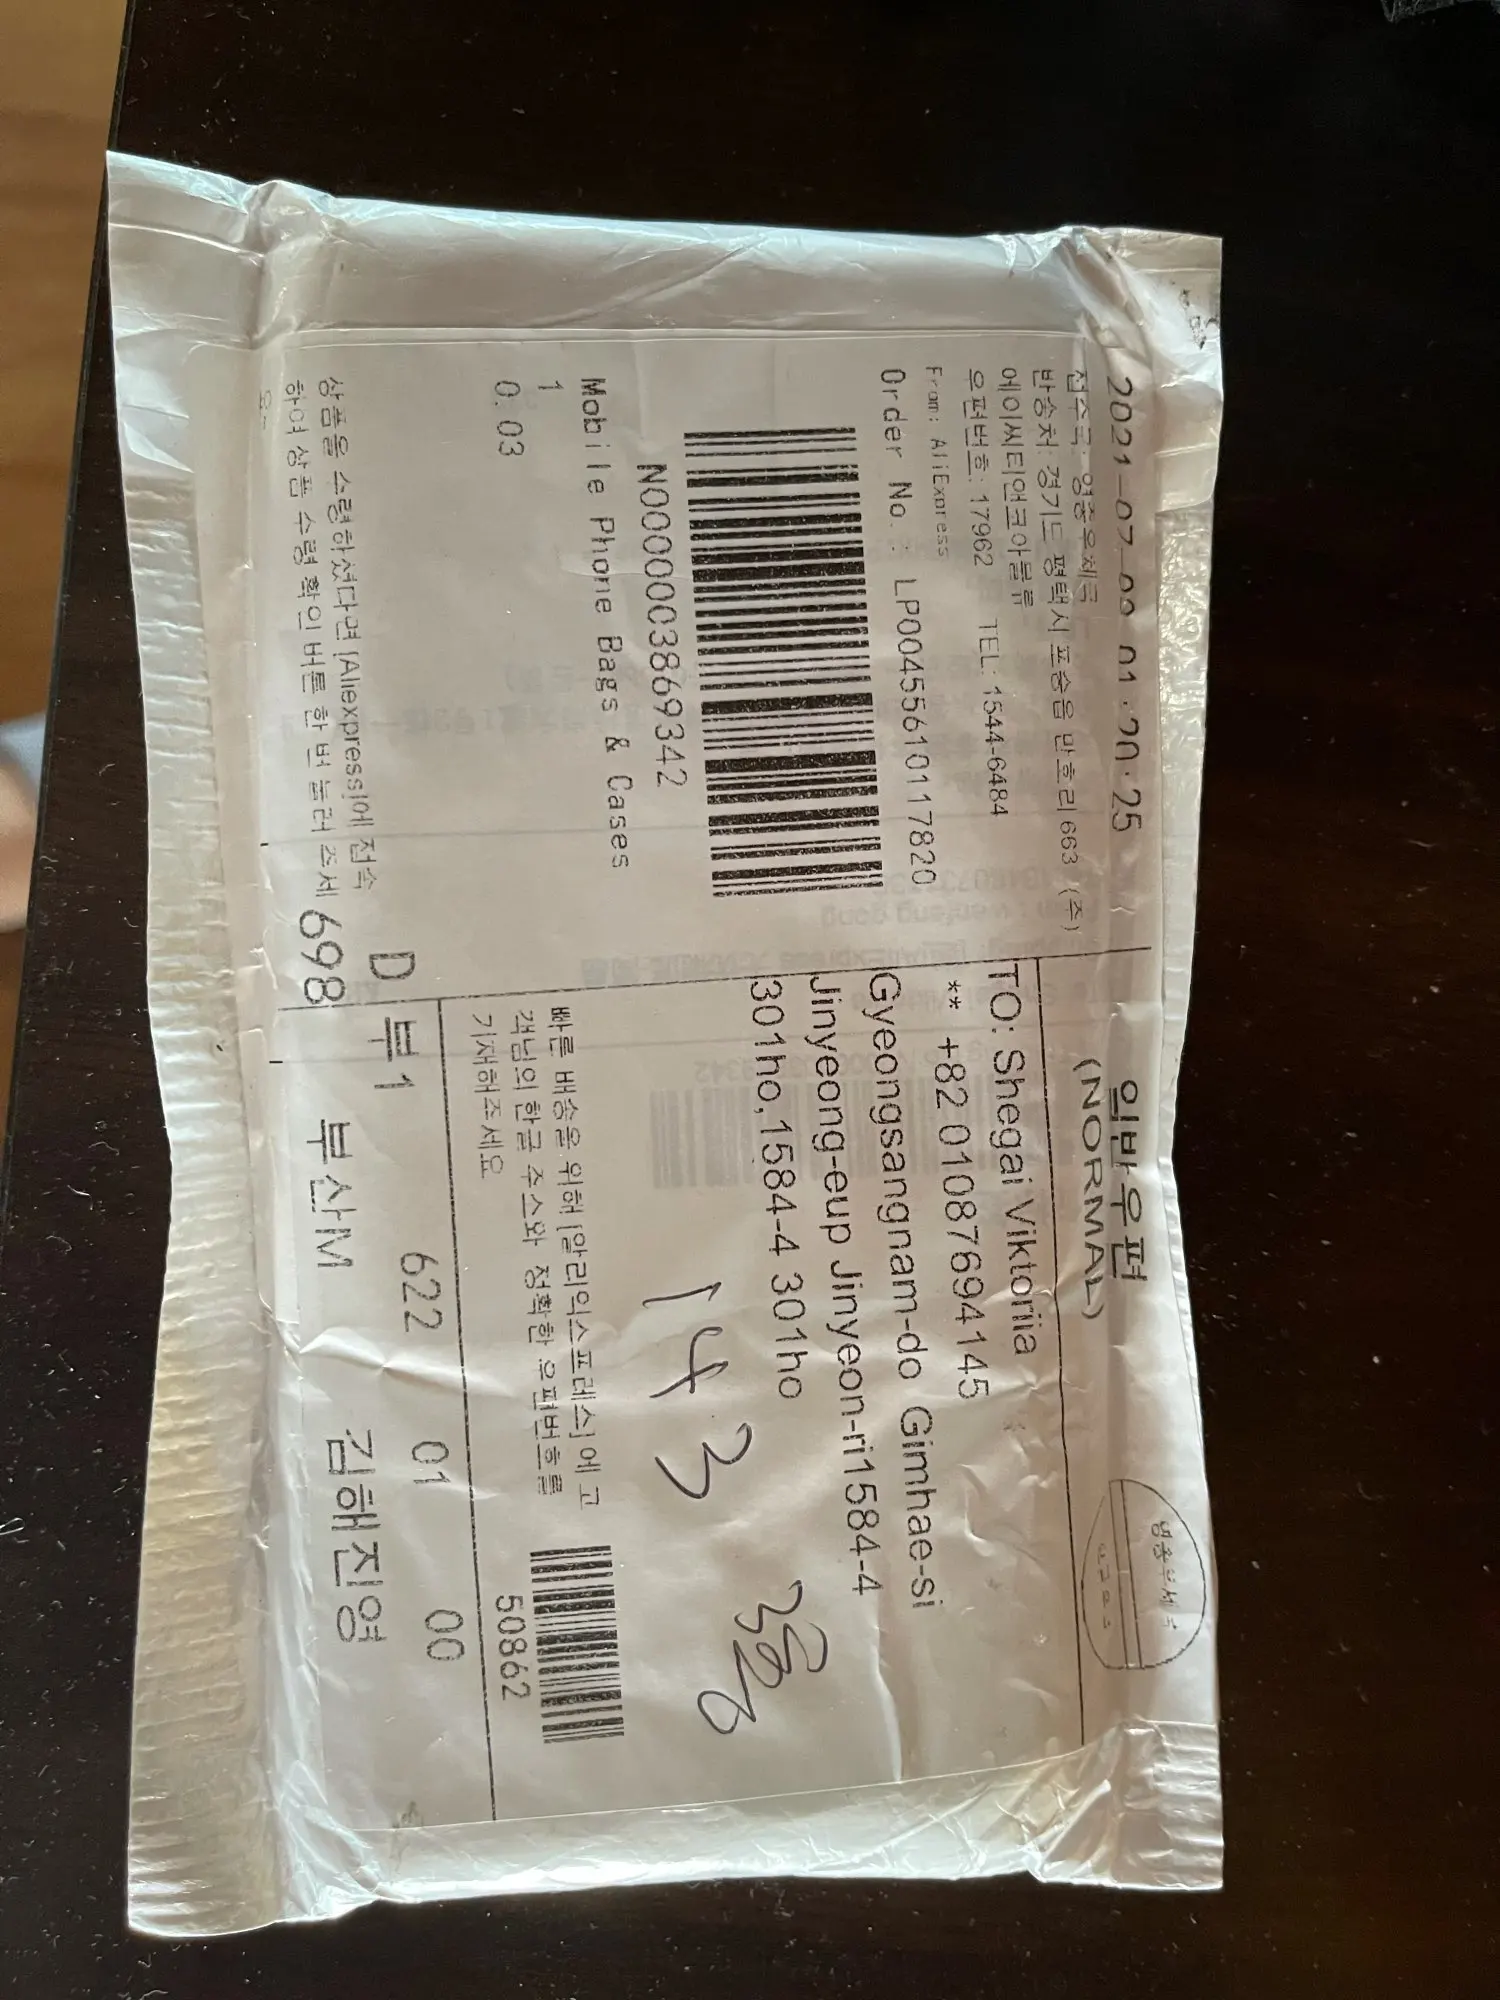 2021-07-09 01:20:25
접수국: 영종우체국
반송처: 경기도 평택시 포승읍 만호리 663 (주)
에이씨티앤코아물류
우편번호: 17962 TEL: 1544-6484
From: AliExpress
Order No.: LP00455610117820
N0000003869342
Mobile Phone Bags & Cases
1
0.03
상품을 수령하셨다면 [Aliexpress]에 접속
하여 상품 수령 확인 버튼 한 번 눌러 주세
요~
일반우편
(NORMAL)
TO: Shegai Viktoriia
** +82 01087694145
Gyeongsangnam-do Gimhae-si
Jinyeong-eup Jinyeon-ri1584-4
301ho,1584-4 301ho
143
빠른 배송을 위해 [알리익스프레스] 에 고
객님의 한글 주소와 정확한 우편번호를
기재해주세요
50862
D 부1 622 01 00
698 부산M 김해진영